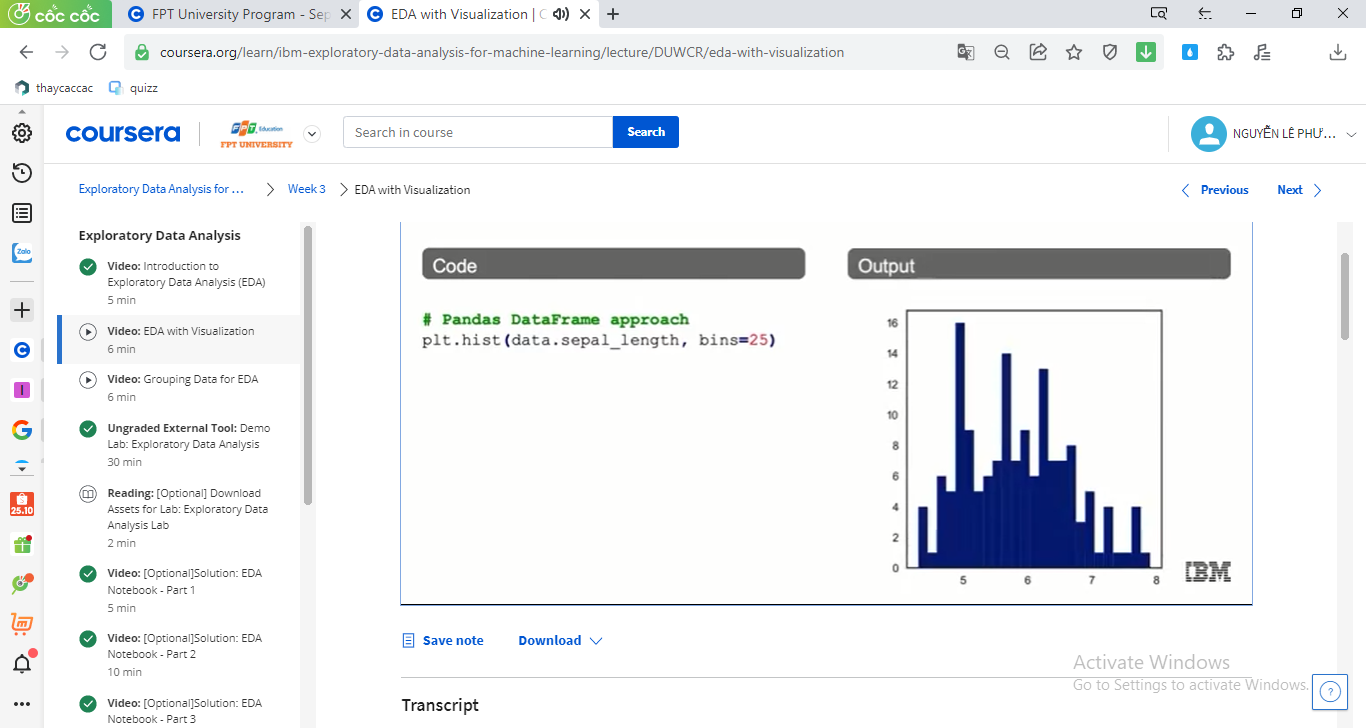 cốc cốc
FPT University Program - Sep
EDA with Visualization | C
coursera.org/learn/ibm-exploratory-data-analysis-for-machine-learning/lecture/DUWCR/eda-with-visualization
thaycaccac
quizz
coursera
FPT Education
FPT UNIVERSITY
Search in course
Search
NGUYỄN LÊ PHƯ...
Exploratory Data Analysis for ...
Week 3
EDA with Visualization
Previous
Next
Zalo
25.10
Exploratory Data Analysis
Video: Introduction to
Exploratory Data Analysis (EDA)
5 min
Video: EDA with Visualization
6 min
Video: Grouping Data for EDA
6 min
Ungraded External Tool: Demo
Lab: Exploratory Data Analysis
30 min
Reading: [Optional] Download
Assets for Lab: Exploratory Data
Analysis Lab
2 min
Video: [Optional]Solution: EDA
Notebook - Part 1
5 min
Video: [Optional]Solution: EDA
Notebook - Part 2
10 min
Video: [Optional]Solution: EDA
Notebook - Part 3
Code
# Pandas DataFrame approach
plt.hist(data.sepal_length, bins=25)
Output
16
14
12
10
8
6
4
2
0
5 6 7 8
IBM
Save note
Download
Transcript
Activate Windows
Go to Settings to activate Windows.